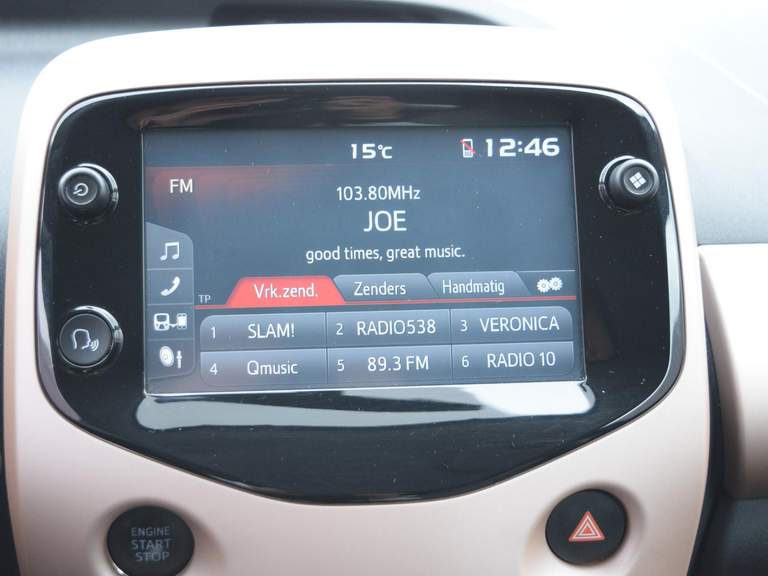 15°C 12:46
FM
103.80MHz
JOE
good times, great music.
TP Vrk.zend. Zenders Handmatig
1 SLAM! 2 RADIO538 3 VERONICA
4 Qmusic 5 89.3 FM 6 RADIO 10
ENGINE
START
STOP